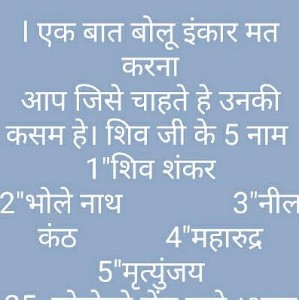 I एक बात बोलू इंकार मत
करना
आप जिसे चाहते हे उनकी
कसम हे। शिव जी के 5 नाम
1"शिव शंकर
2"भोले नाथ 3"नील
कंठ 4"महारुद्र
5"मृत्युंजय